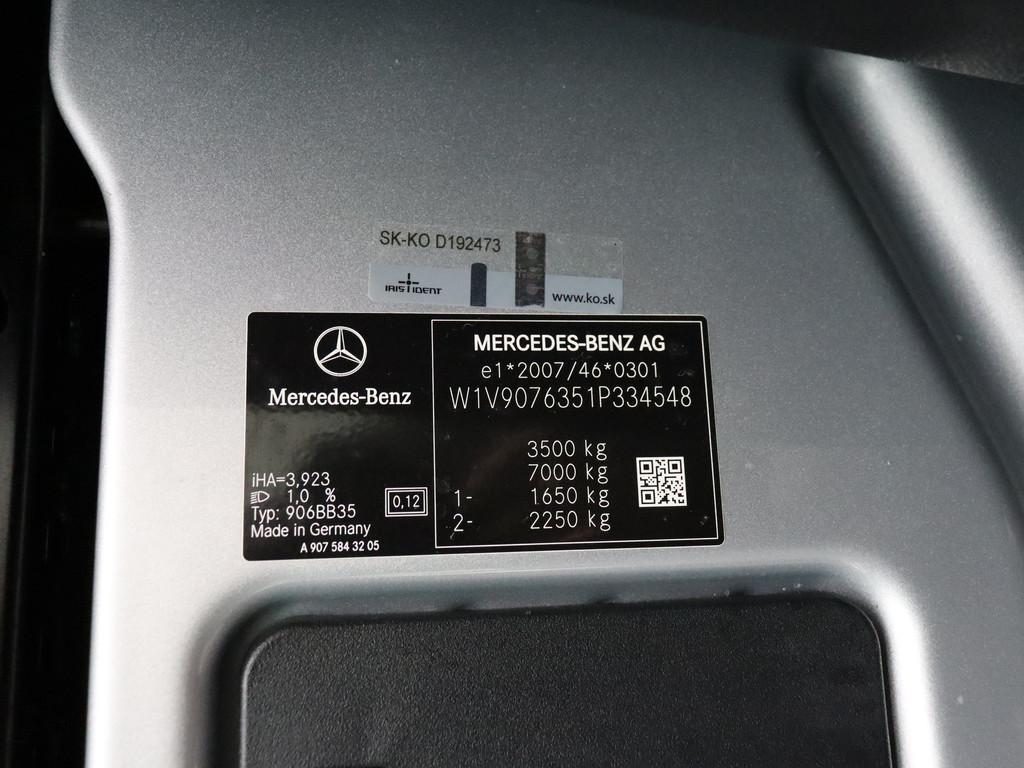 SK-KO D192473
IRIS IDENT
www.ko.sk
Mercedes-Benz
iHA=3,923
1,0 %
Typ: 906BB35
Made in Germany
A 907 584 32 05
0,12
MERCEDES-BENZ AG
e1*2007/46*0301
W1V9076351P334548
3500 kg
7000 kg
1- 1650 kg
2- 2250 kg